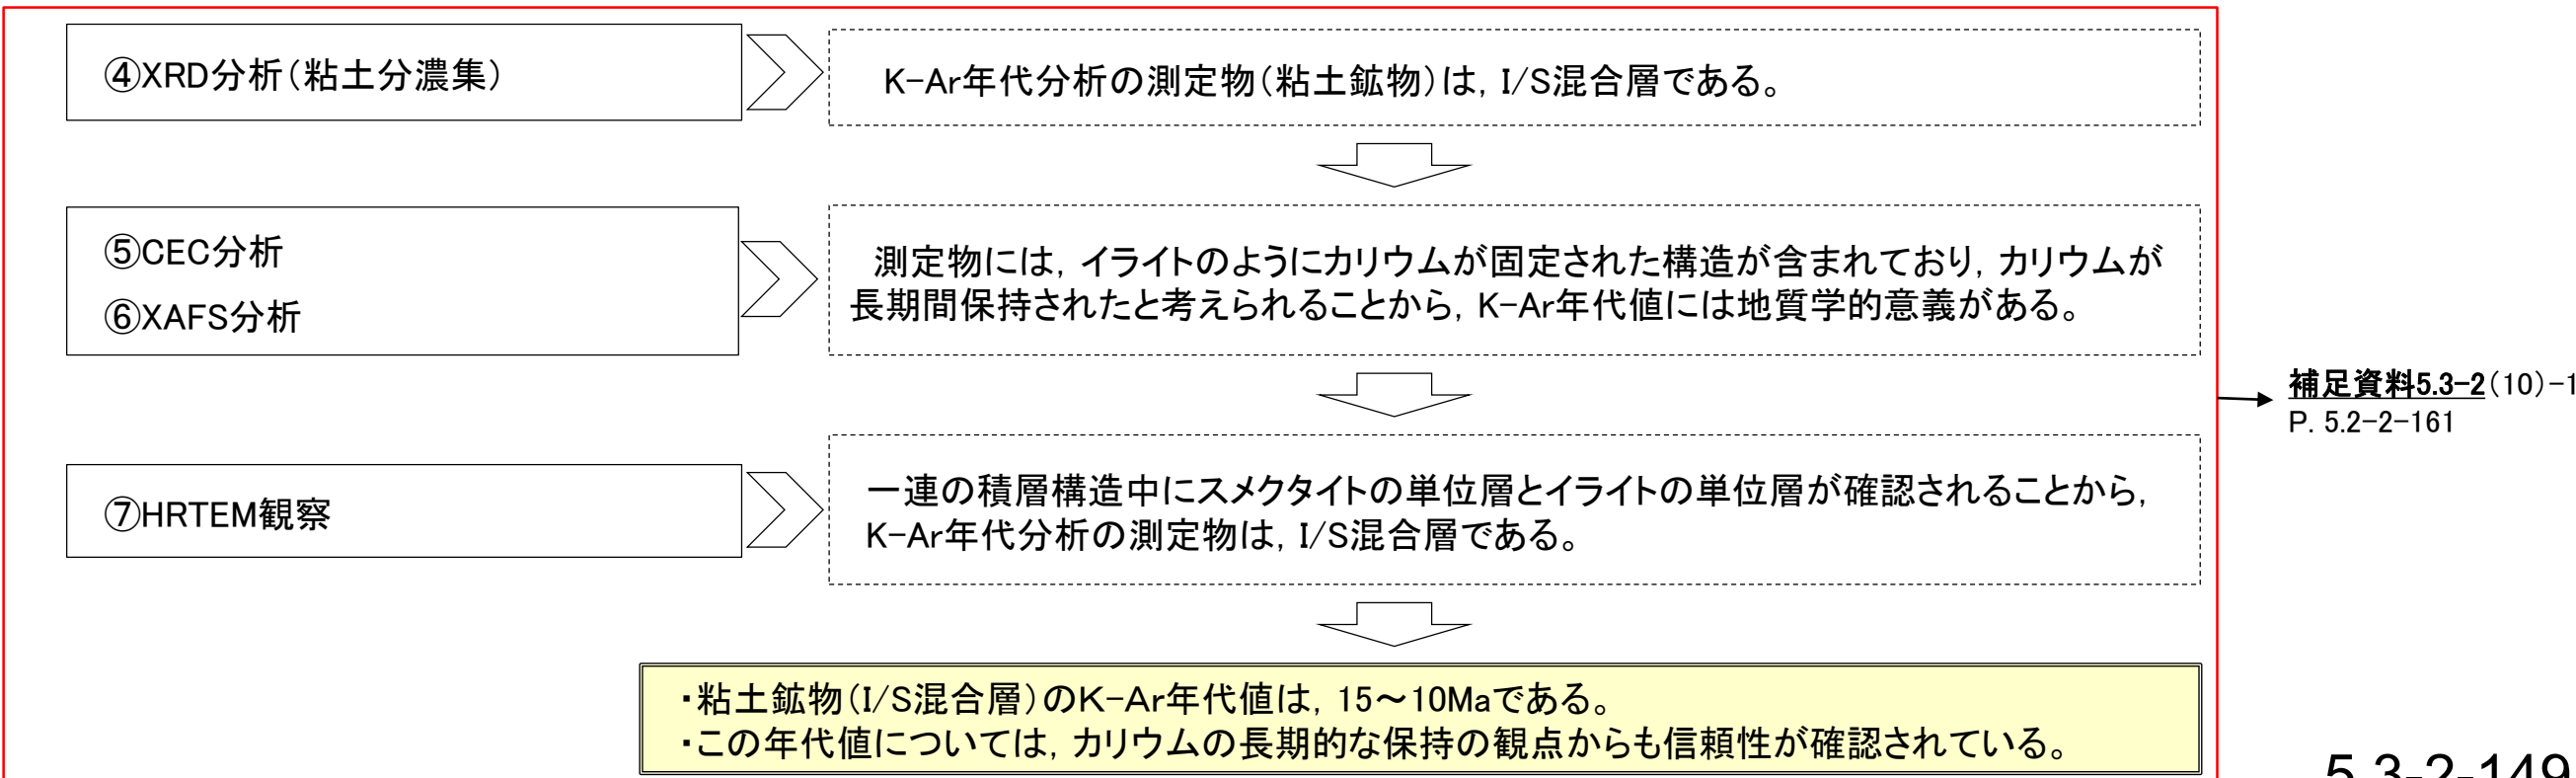 ④XRD分析(粘土分濃集)
K-Ar年代分析の測定物(粘土鉱物)は,I/S混合層である。
⑤CEC分析
⑥XAFS分析
測定物には,イライトのようにカリウムが固定された構造が含まれており,カリウムが
長期間保持されたと考えられることから,K-Ar年代値には地質学的意義がある。
補足資料5.3-2(10)-1
P. 5.2-2-161
⑦HRTEM観察
一連の積層構造中にスメクタイトの単位層とイライトの単位層が確認されることから,
K-Ar年代分析の測定物は,I/S混合層である。
・粘土鉱物(I/S混合層)のK-Ar年代値は,15~10Maである。
・この年代値については,カリウムの長期的な保持の観点からも信頼性が確認されている。
5.3-2-149